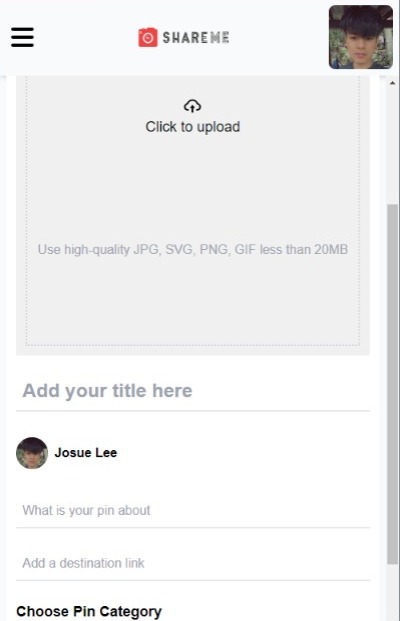 SHAREME
Click to upload
Use high-quality JPG, SVG, PNG, GIF less than 20MB
Add your title here
Josue Lee
What is your pin about
Add a destination link
Choose Pin Category